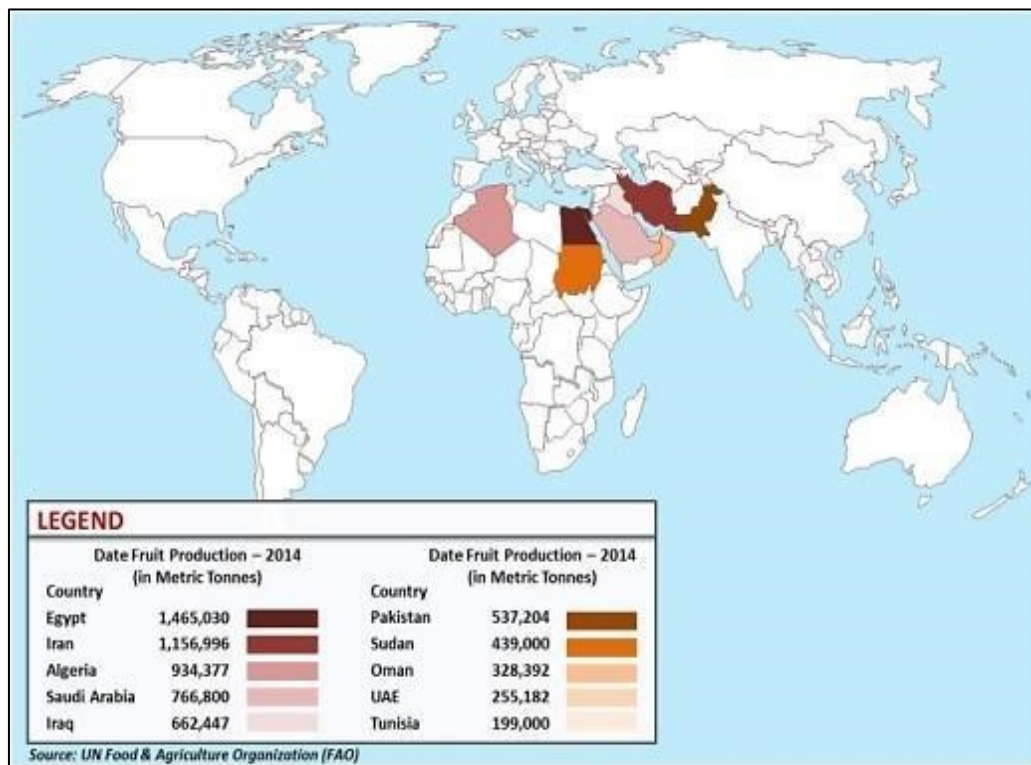 LEGEND
Date Fruit Production – 2014
(in Metric Tonnes)
Country
Egypt 1,465,030
Iran 1,156,996
Algeria 934,377
Saudi Arabia 766,800
Iraq 662,447
Date Fruit Production – 2014
(in Metric Tonnes)
Country
Pakistan 537,204
Sudan 439,000
Oman 328,392
UAE 255,182
Tunisia 199,000
Source: UN Food & Agriculture Organization (FAO)